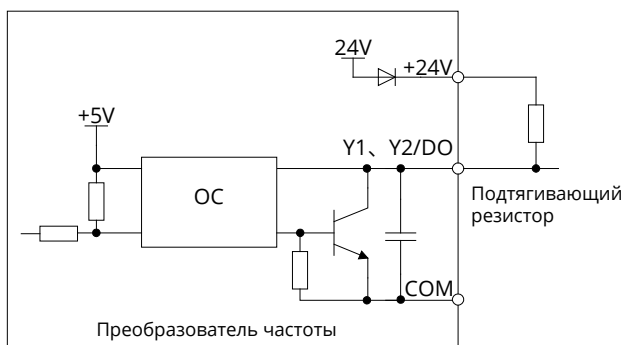 24V
+24V
+5V
Y1、Y2/DO
OC
Подтягивающий
резистор
COM
Преобразователь частоты